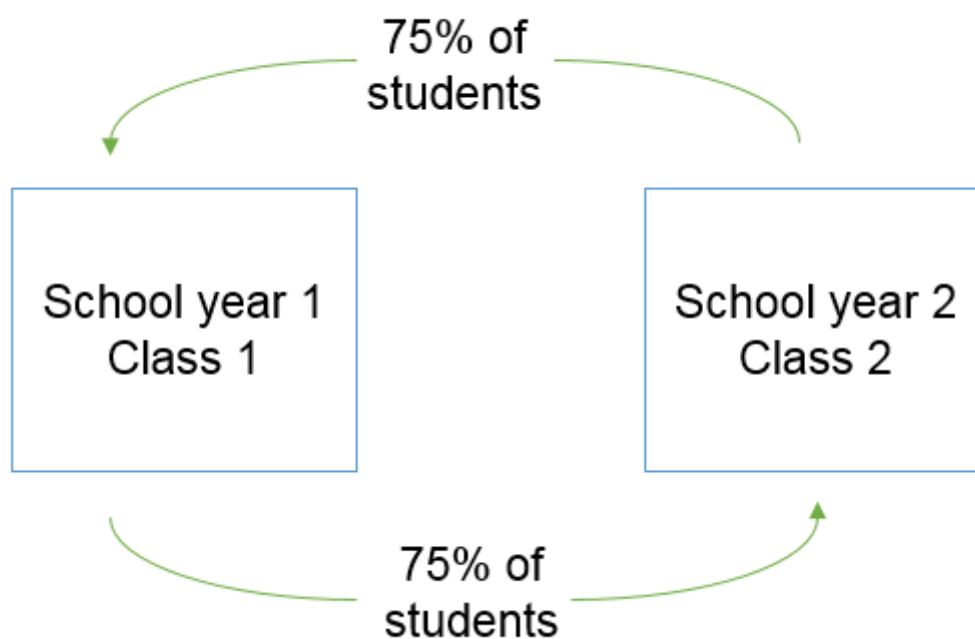 75% of
students
School year 1
Class 1
School year 2
Class 2
75% of
students